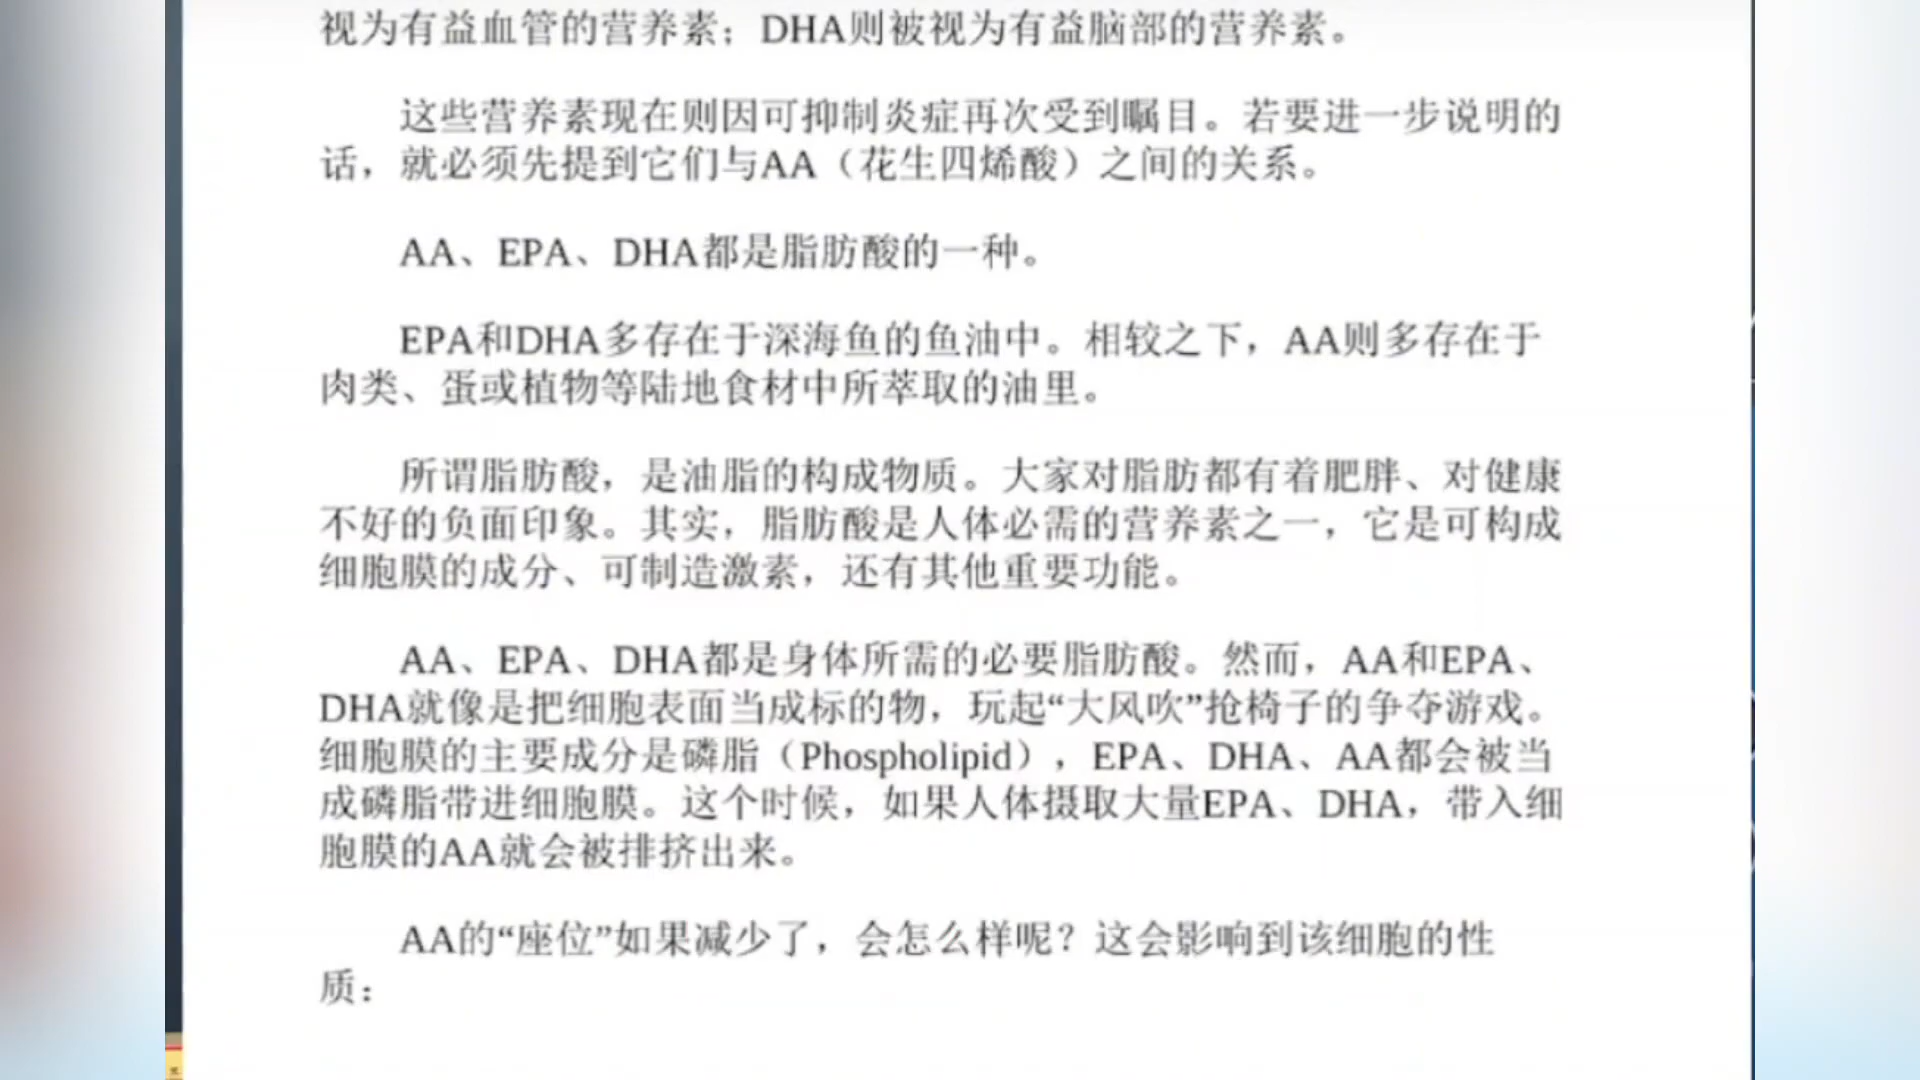 视为有益血管的营养素；DHA则被视为有益脑部的营养素。
这些营养素现在则因可抑制炎症再次受到瞩目。若要进一步说明的
话，就必须先提到它们与AA（花生四烯酸）之间的关系。
AA、EPA、DHA都是脂肪酸的一种。
EPA和DHA多存在于深海鱼的鱼油中。相较之下，AA则多存在于
肉类、蛋或植物等陆地食材中所萃取的油里。
所谓脂肪酸，是油脂的构成物质。大家对脂肪都有着肥胖、对健康
不好的负面印象。其实，脂肪酸是人体必需的营养素之一，它是可构成
细胞膜的成分、可制造激素，还有其他重要功能。
AA、EPA、DHA都是身体所需的必要脂肪酸。然而，AA和EPA、
DHA就像是把细胞表面当成标的物，玩起“大风吹”抢椅子的争夺游戏。
细胞膜的主要成分是磷脂（Phospholipid），EPA、DHA、AA都会被当
成磷脂带进细胞膜。这个时候，如果人体摄取大量EPA、DHA，带入细
胞膜的AA就会被排挤出来。
AA的“座位”如果减少了，会怎么样呢？这会影响到该细胞的性
质：